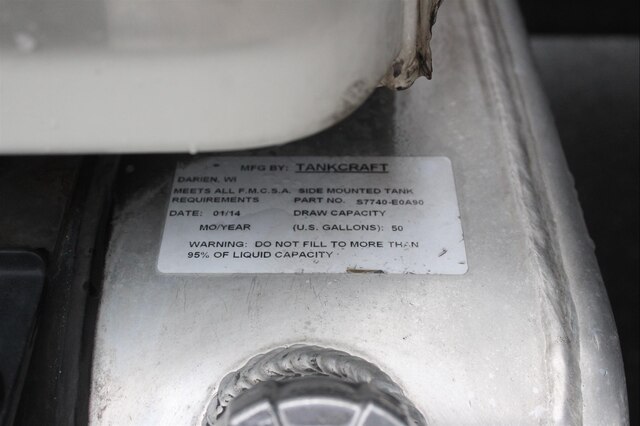 MFG BY: TANKCRAFT
DARIEN, WI
MEETS ALL F.M.C.S.A. SIDE MOUNTED TANK
REQUIREMENTS PART NO. S7740-E0A90
DATE: 01/14 DRAW CAPACITY
MO/YEAR (U.S. GALLONS): 50
WARNING: DO NOT FILL TO MORE THAN
95% OF LIQUID CAPACITY